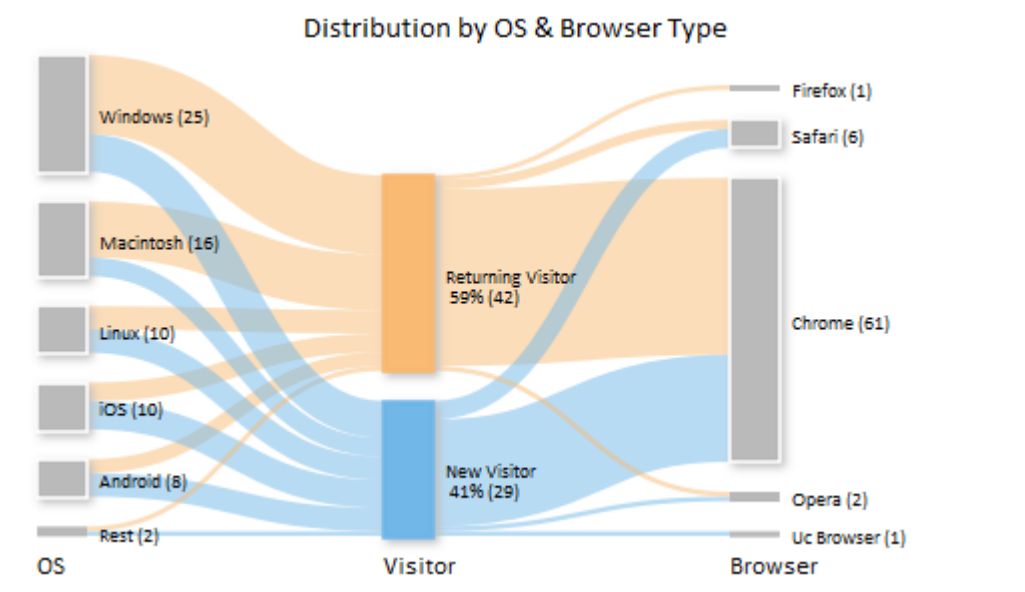 Distribution by OS & Browser Type
Windows (25)
Macintosh (16)
Linux (10)
iOS (10)
Android (8)
Rest (2)
OS
Returning Visitor
59% (42)
New Visitor
41% (29)
Visitor
Firefox (1)
Safari (6)
Chrome (61)
Opera (2)
Uc Browser (1)
Browser